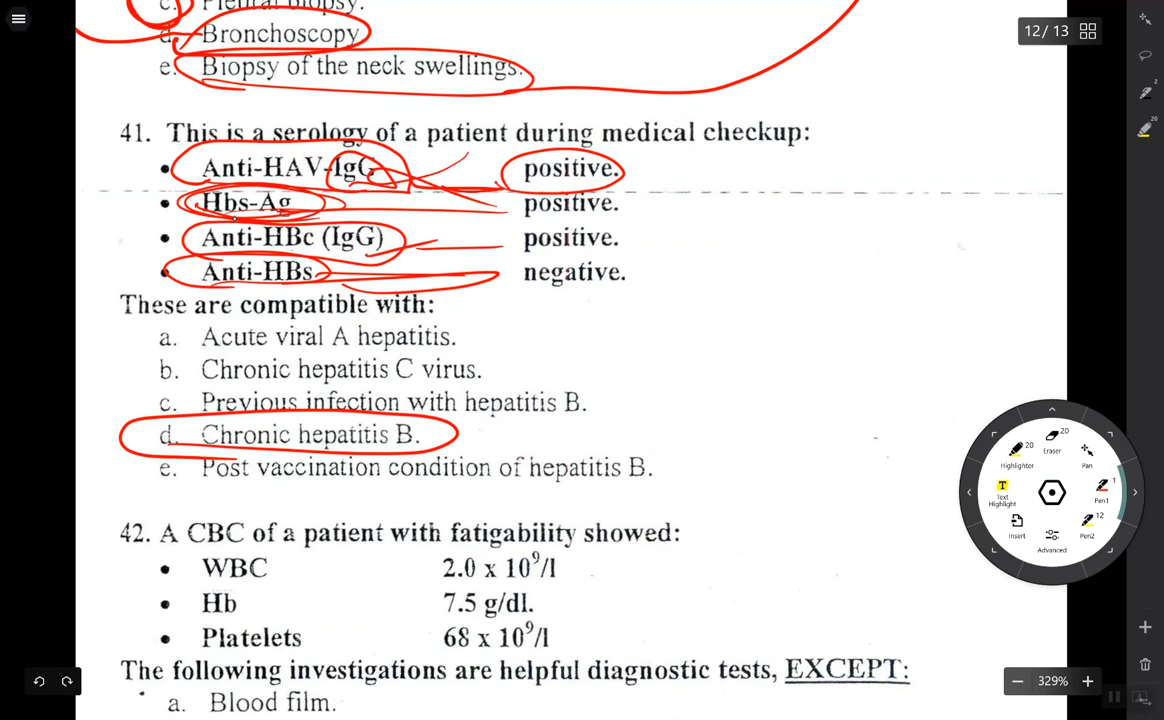 c. Pleural biopsy.
d. Bronchoscopy
e. Biopsy of the neck swellings.
41. This is a serology of a patient during medical checkup:
• Anti-HAV-IgG positive.
• Hbs-Ag positive.
• Anti-HBc (IgG) positive.
• Anti-HBs negative.
These are compatible with:
a. Acute viral A hepatitis.
b. Chronic hepatitis C virus.
c. Previous infection with hepatitis B.
d. Chronic hepatitis B.
e. Post vaccination condition of hepatitis B.
42. A CBC of a patient with fatigability showed:
• WBC 2.0 x 10⁹/l
• Hb 7.5 g/dl.
• Platelets 68 x 10⁹/l
The following investigations are helpful diagnostic tests, EXCEPT:
a. Blood film.
12 / 13
2
20
20
Eraser
20
Highlighter
Pan
T
Text
Highlight
1
Pen1
Insert
12
Pen2
Advanced
329%